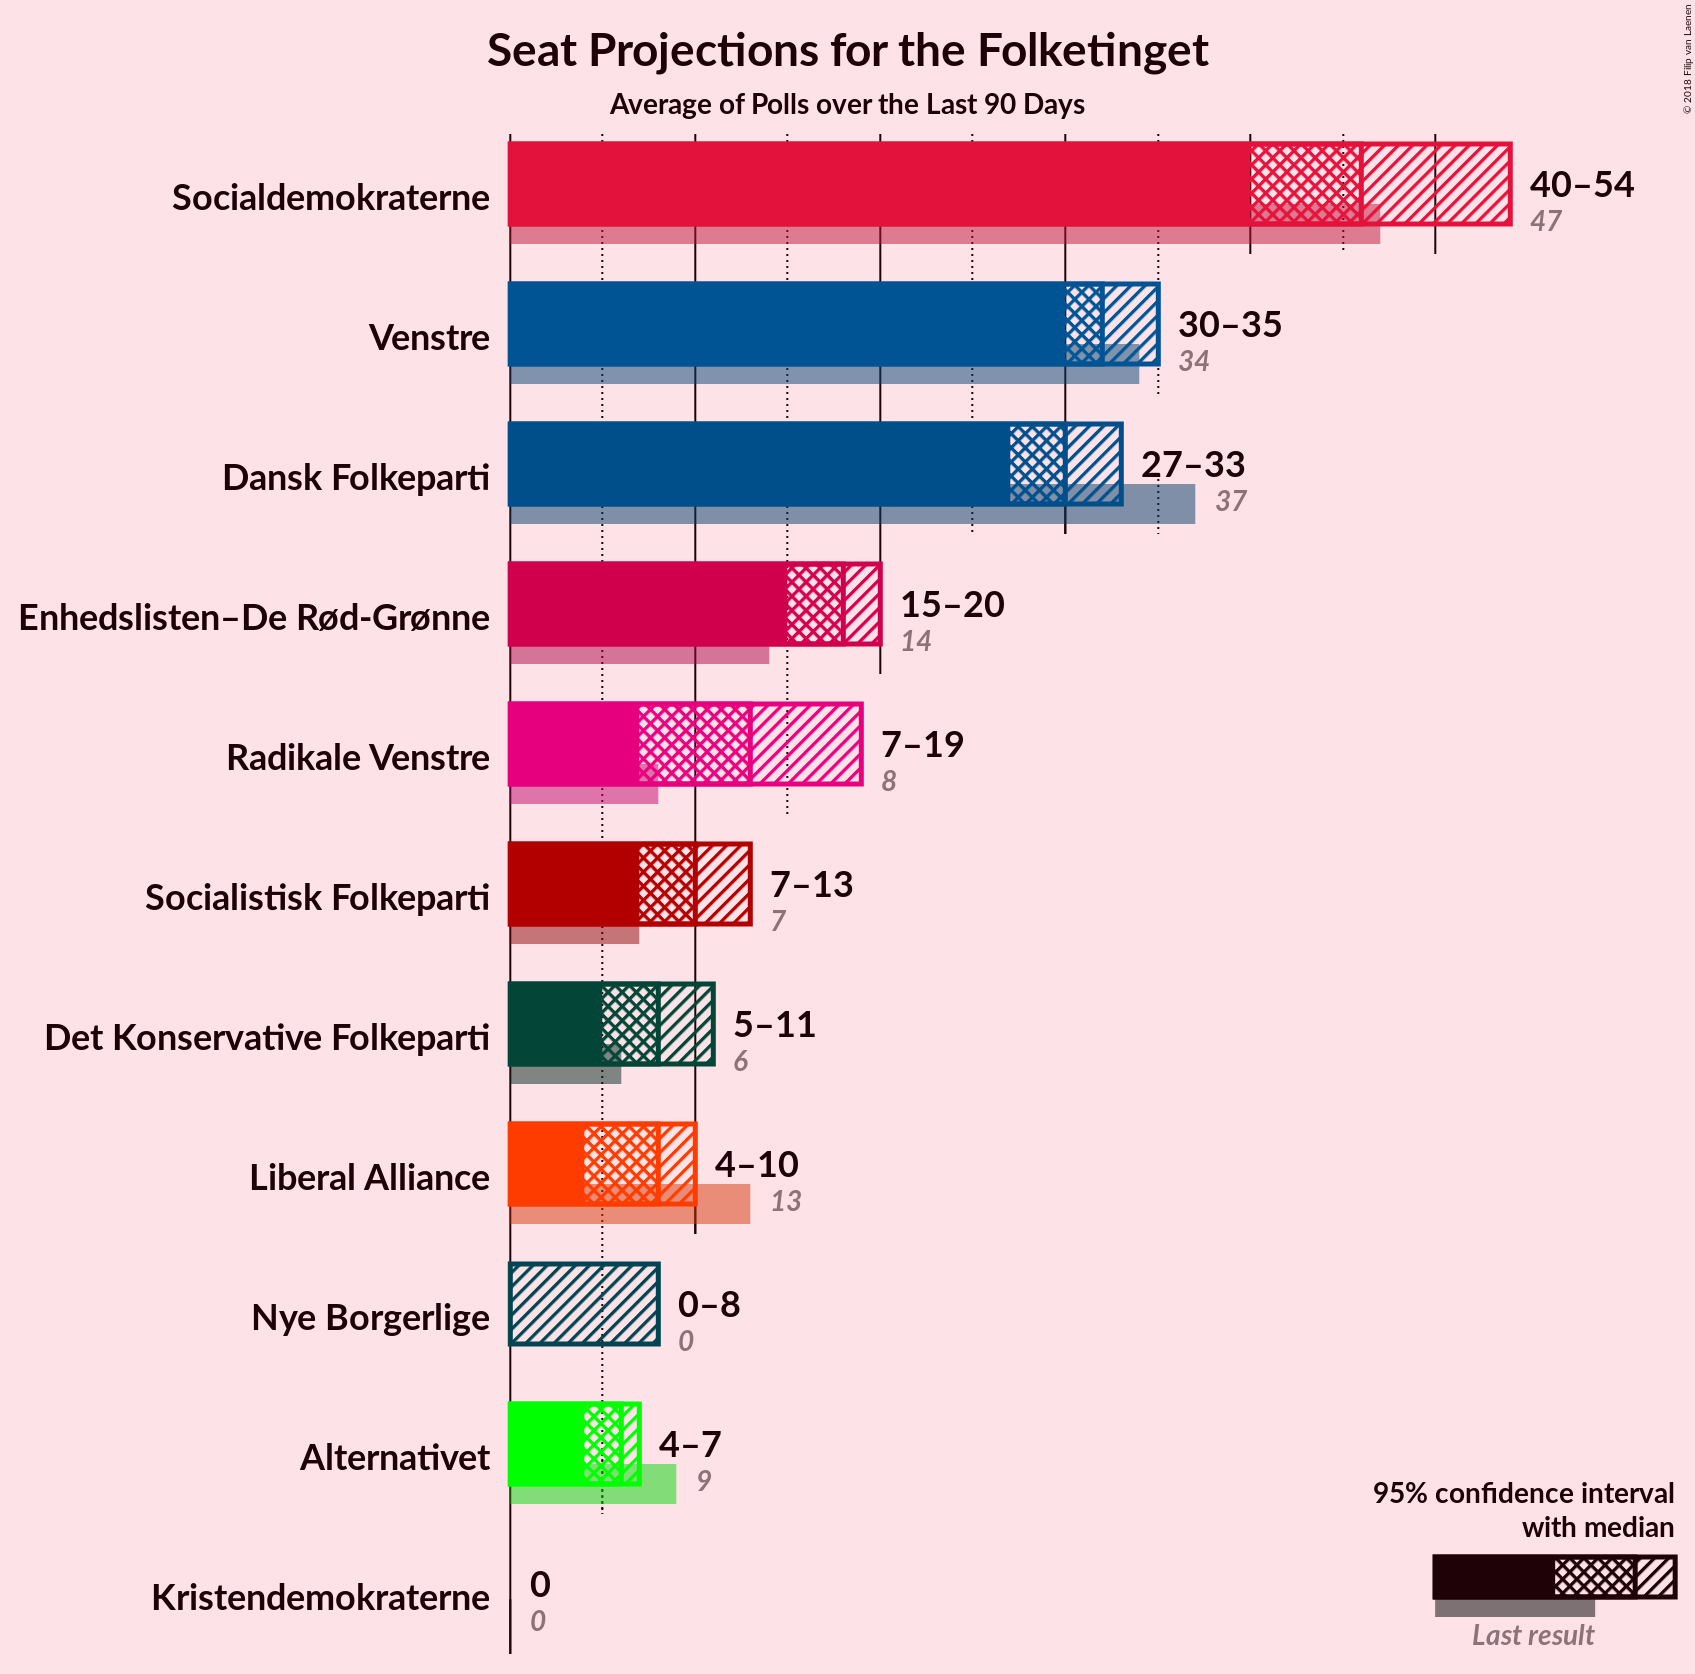 Seat Projections for the Folketinget
Average of Polls over the Last 90 Days
© 2018 Filip van Laenen
Socialdemokraterne
40–54
47
Venstre
30–35
34
Dansk Folkeparti
27–33
37
Enhedslisten–De Rød-Grønne
15–20
14
Radikale Venstre
7–19
8
Socialistisk Folkeparti
7–13
7
Det Konservative Folkeparti
5–11
6
Liberal Alliance
4–10
13
Nye Borgerlige
0–8
0
Alternativet
4–7
9
Kristendemokraterne
0
0
95% confidence interval
with median
Last result